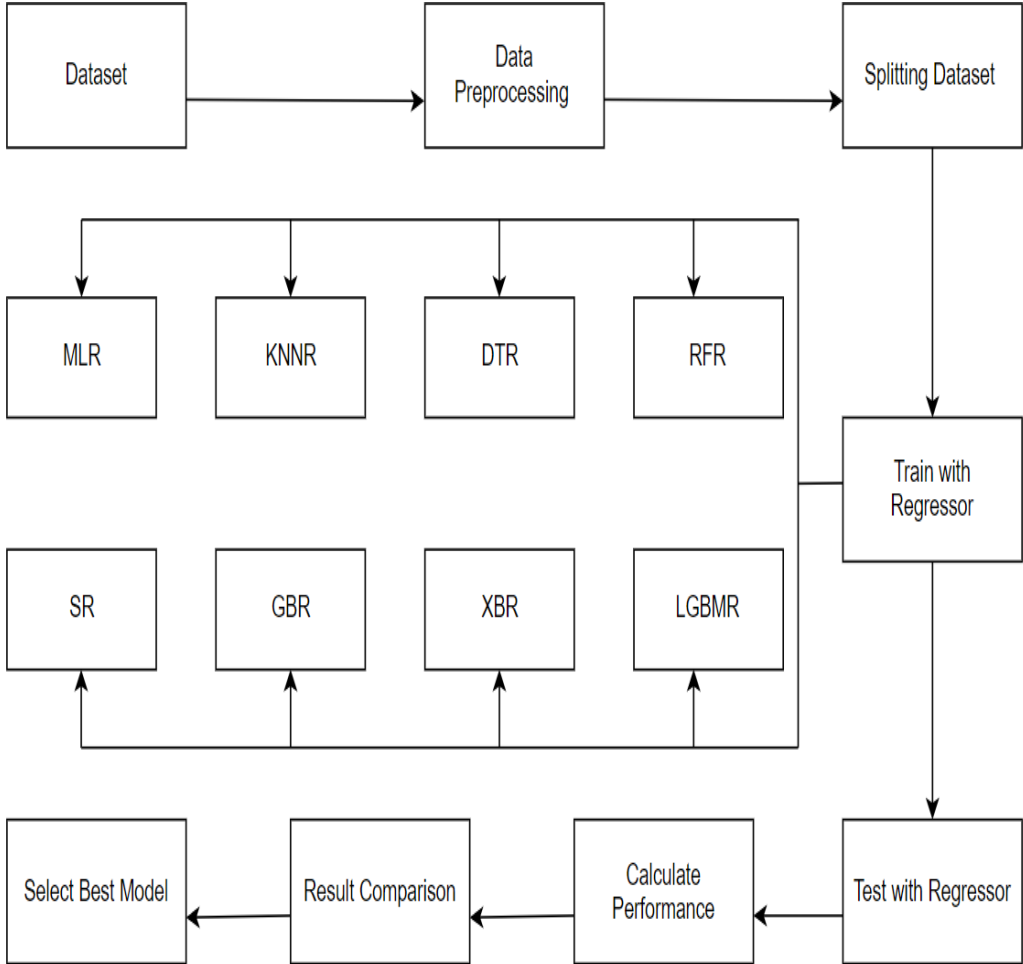 Dataset
Data
Preprocessing
Splitting Dataset
MLR
KNNR
DTR
RFR
Train with
Regressor
SR
GBR
XBR
LGBMR
Select Best Model
Result Comparison
Calculate
Performance
Test with Regressor